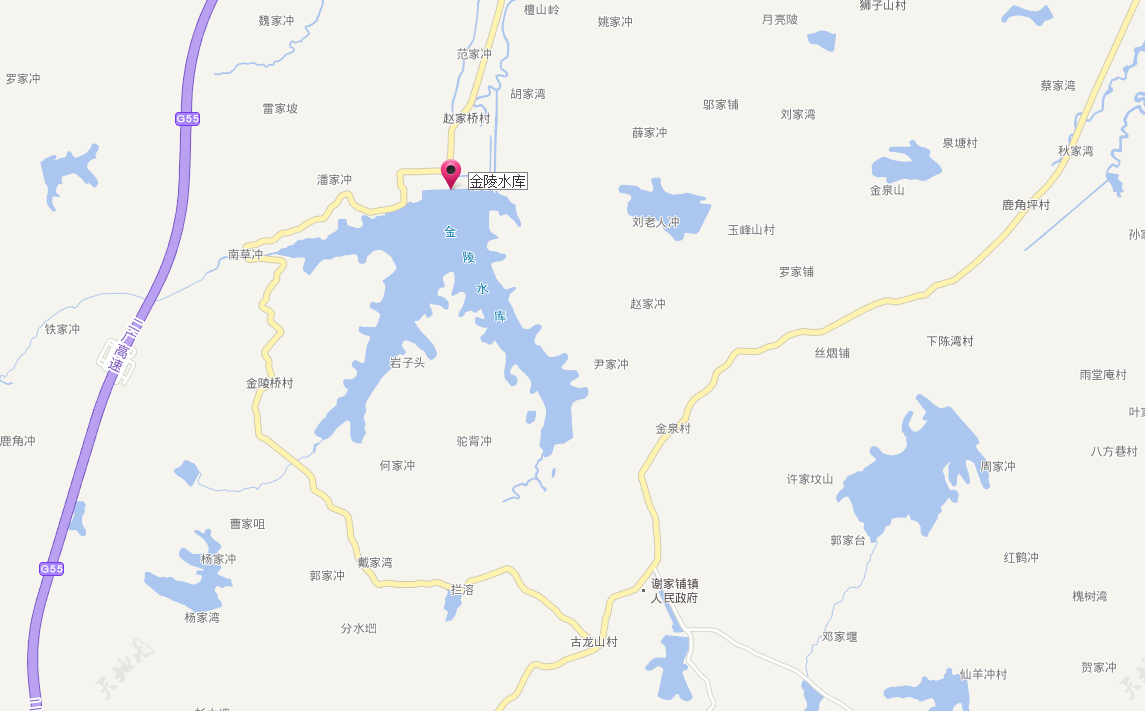 檀山岭
狮子山村
魏家冲
姚家冲
月亮陂
范家冲
罗家冲
蔡家湾
胡家湾
雷家坡
邬家铺
刘家湾
赵家桥村
G55
薛家冲
泉塘村
秋家湾
潘家冲
金陵水库
金泉山
鹿角坪村
刘老人冲
玉峰山村
金
陵
水
库
南草冲
罗家铺
赵家冲
铁家冲
二广高速
下陈湾村
丝烟铺
岩子头
尹家冲
雨堂庵村
金陵桥村
金泉村
鹿角冲
驼背冲
八方巷村
何家冲
周家冲
许家坟山
曹家咀
郭家台
杨家冲
红鹤冲
戴家湾
G55
郭家冲
拦溶
谢家铺镇
人民政府
槐树湾
杨家湾
分水垱
古龙山村
邓家堰
贺家冲
仙羊冲村
天地图